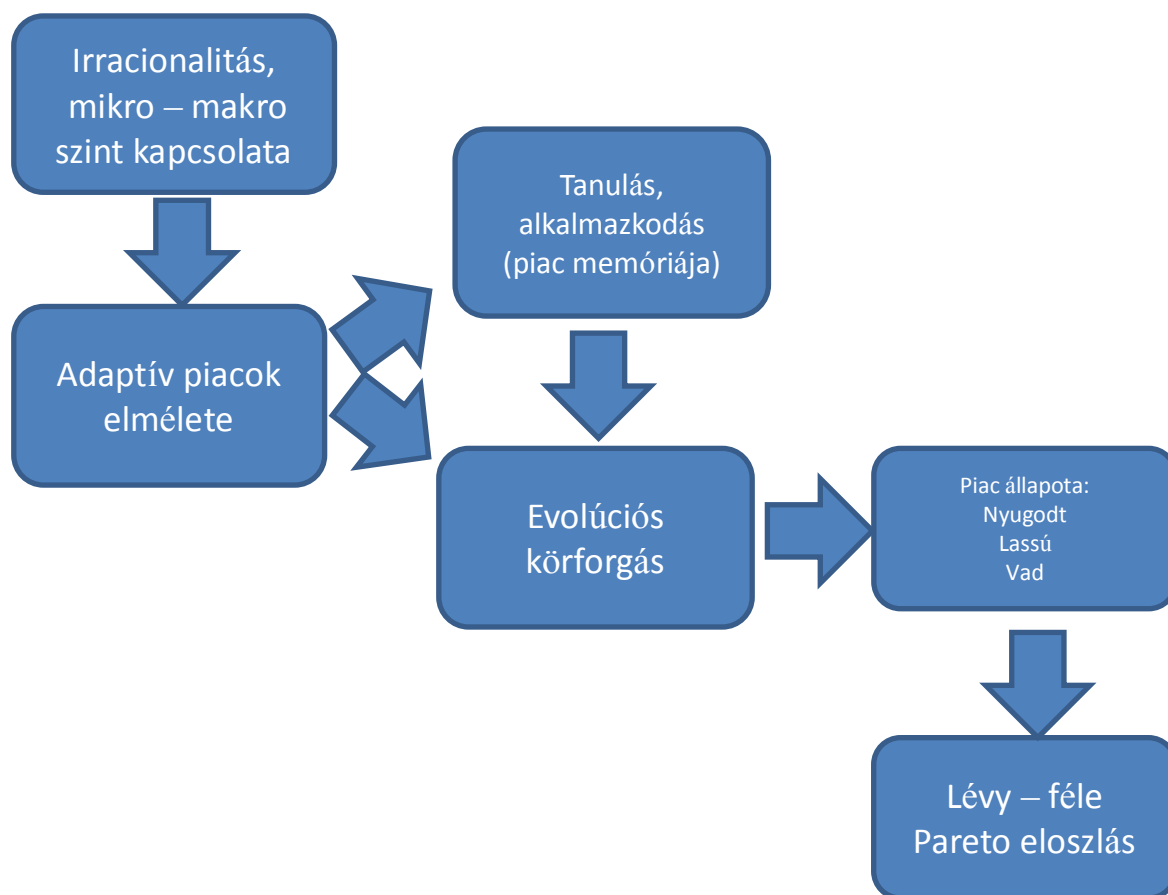 Irracionalitás,
mikro – makro
szint kapcsolata
Tanulás,
alkalmazkodás
(piac memóriája)
Adaptív piacok
elmélete
Evolúciós
körforgás
Piac állapota:
Nyugodt
Lassú
Vad
Lévy – féle
Pareto eloszlás